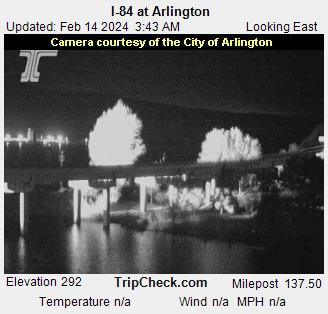 I-84 at Arlington
Updated: Feb 14 2024 3:43 AM Looking East
Camera courtesy of the City of Arlington
Elevation 292 TripCheck.com Milepost 137.50
Temperature n/a Wind n/a MPH n/a